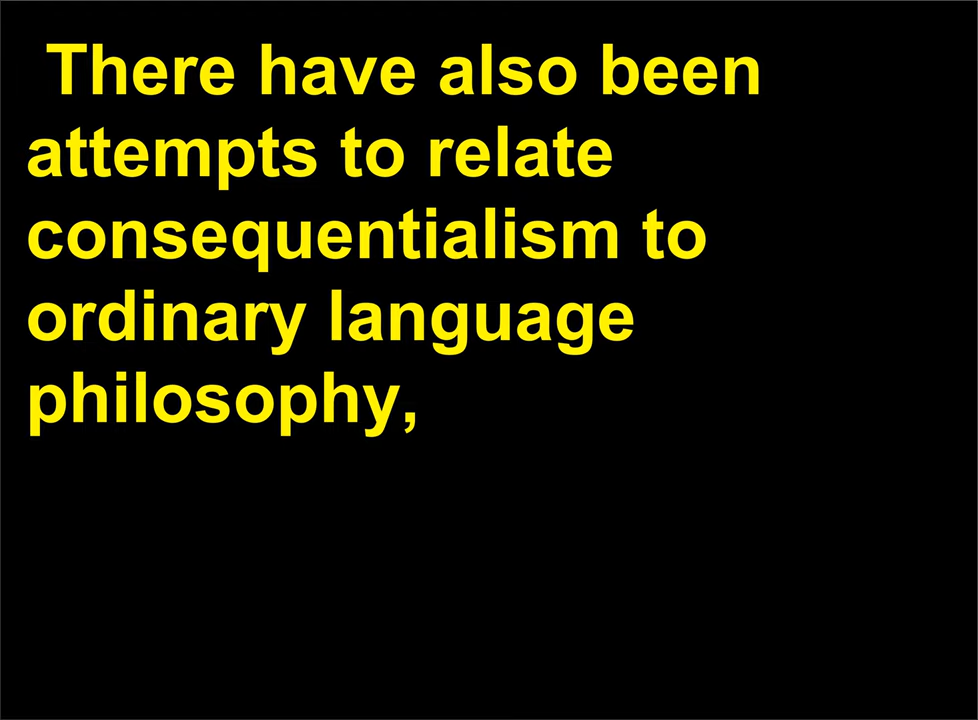 There have also been
attempts to relate
consequentialism to
ordinary language
philosophy,